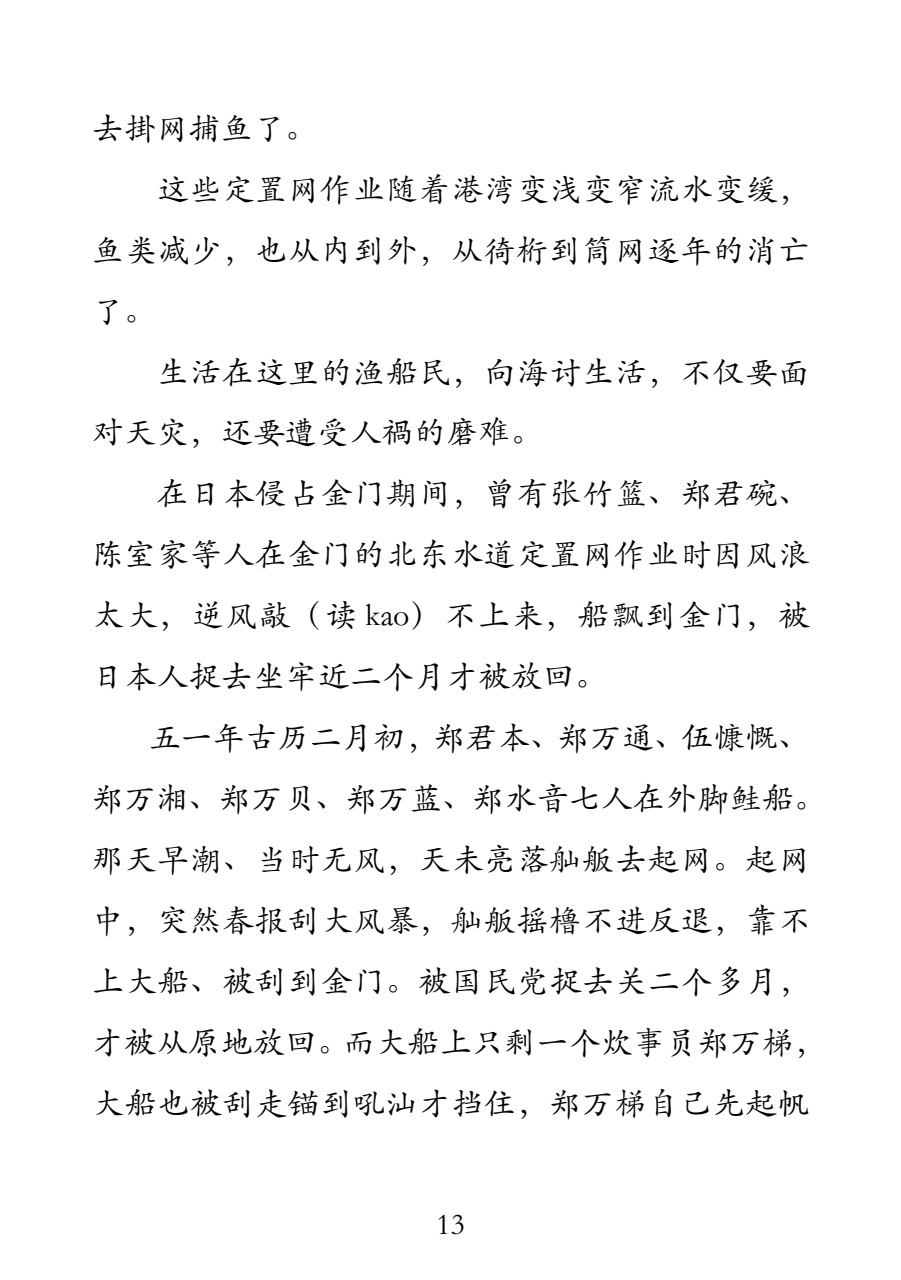 去掛网捕鱼了。
这些定置网作业随着港湾变浅变窄流水变缓，
鱼类减少，也从内到外，从待桁到筒网逐年的消亡
了。
生活在这里的渔船民，向海讨生活，不仅要面
对天灾，还要遭受人禍的磨难。
在日本侵占金门期间，曾有张竹篮、郑君碗、
陈室家等人在金门的北东水道定置网作业时因风浪
太大，逆风敲（读 kao）不上来，船飘到金门，被
日本人捉去坐牢近二个月才被放回。
五一年古历二月初，郑君本、郑万通、伍慷慨、
郑万湘、郑万贝、郑万蓝、郑水音七人在外脚鲑船。
那天早潮、当时无风，天未亮落舢舨去起网。起网
中，突然春报刮大风暴，舢舨摇橹不进反退，靠不
上大船、被刮到金门。被国民党捉去关二个多月，
才被从原地放回。而大船上只剩一个炊事员郑万梯，
大船也被刮走锚到吼汕才挡住，郑万梯自己先起帆
13